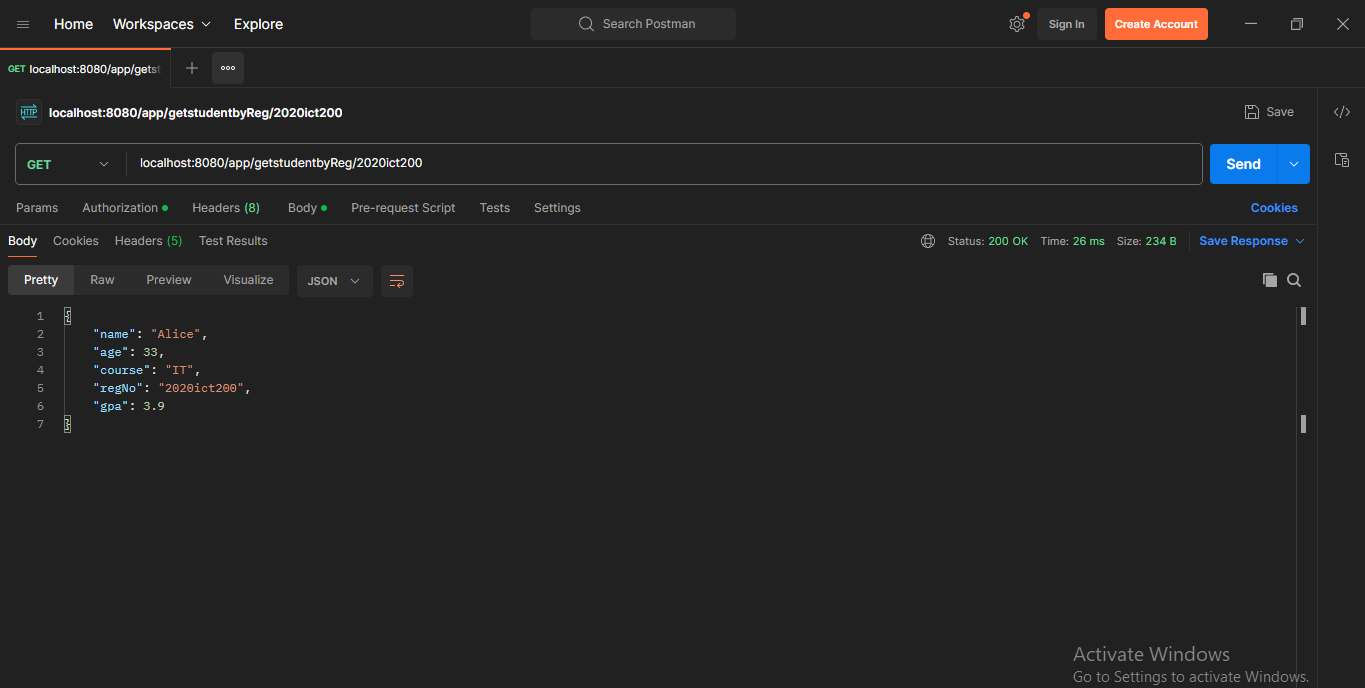 Home Workspaces Explore Search Postman Sign In Create Account
GET localhost:8080/app/getst
HTTP localhost:8080/app/getstudentbyReg/2020ict200 Save
GET localhost:8080/app/getstudentbyReg/2020ict200 Send
Params Authorization Headers (8) Body Pre-request Script Tests Settings Cookies
Body Cookies Headers (5) Test Results Status: 200 OK Time: 26 ms Size: 234 B Save Response
Pretty Raw Preview Visualize JSON
1 {
2 "name": "Alice",
3 "age": 33,
4 "course": "IT",
5 "regNo": "2020ict200",
6 "gpa": 3.9
7 }
Activate Windows
Go to Settings to activate Windows.